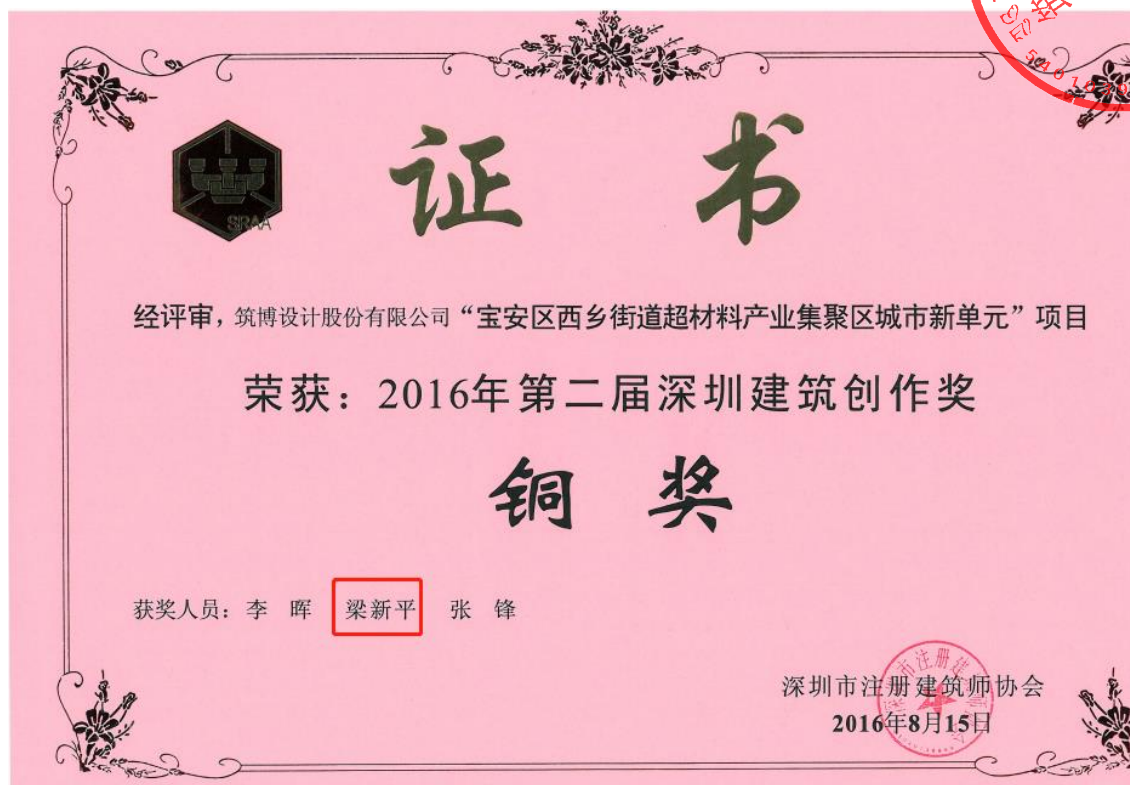 SRAA
证 书
经评审，筑博设计股份有限公司“宝安区西乡街道超材料产业集聚区城市新单元”项目
荣获：2016年第二届深圳建筑创作奖
铜 奖
获奖人员：李 晖 梁新平 张 锋
深圳市注册建筑师协会
2016年8月15日